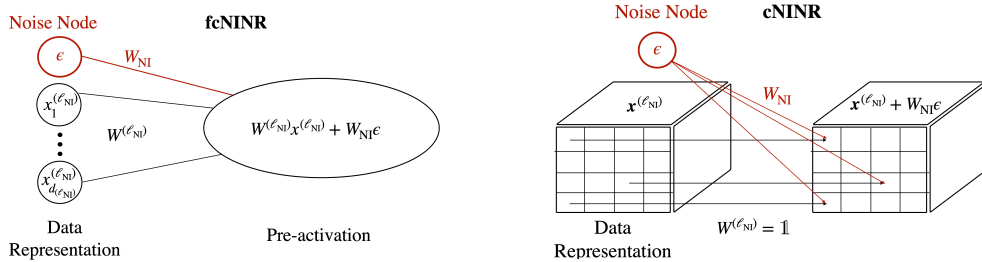 Noise Node
fcNINR
ϵ
W_NI
x_1^(ℓ_NI)
W^(ℓ_NI)
W^(ℓ_NI) x^(ℓ_NI) + W_NI ϵ
x_{d_(ℓ_NI)}^(ℓ_NI)
Data
Representation
Pre-activation
Noise Node
cNINR
ϵ
W_NI
x^(ℓ_NI)
x^(ℓ_NI) + W_NI ϵ
W^(ℓ_NI) = 𝟙
Data
Representation